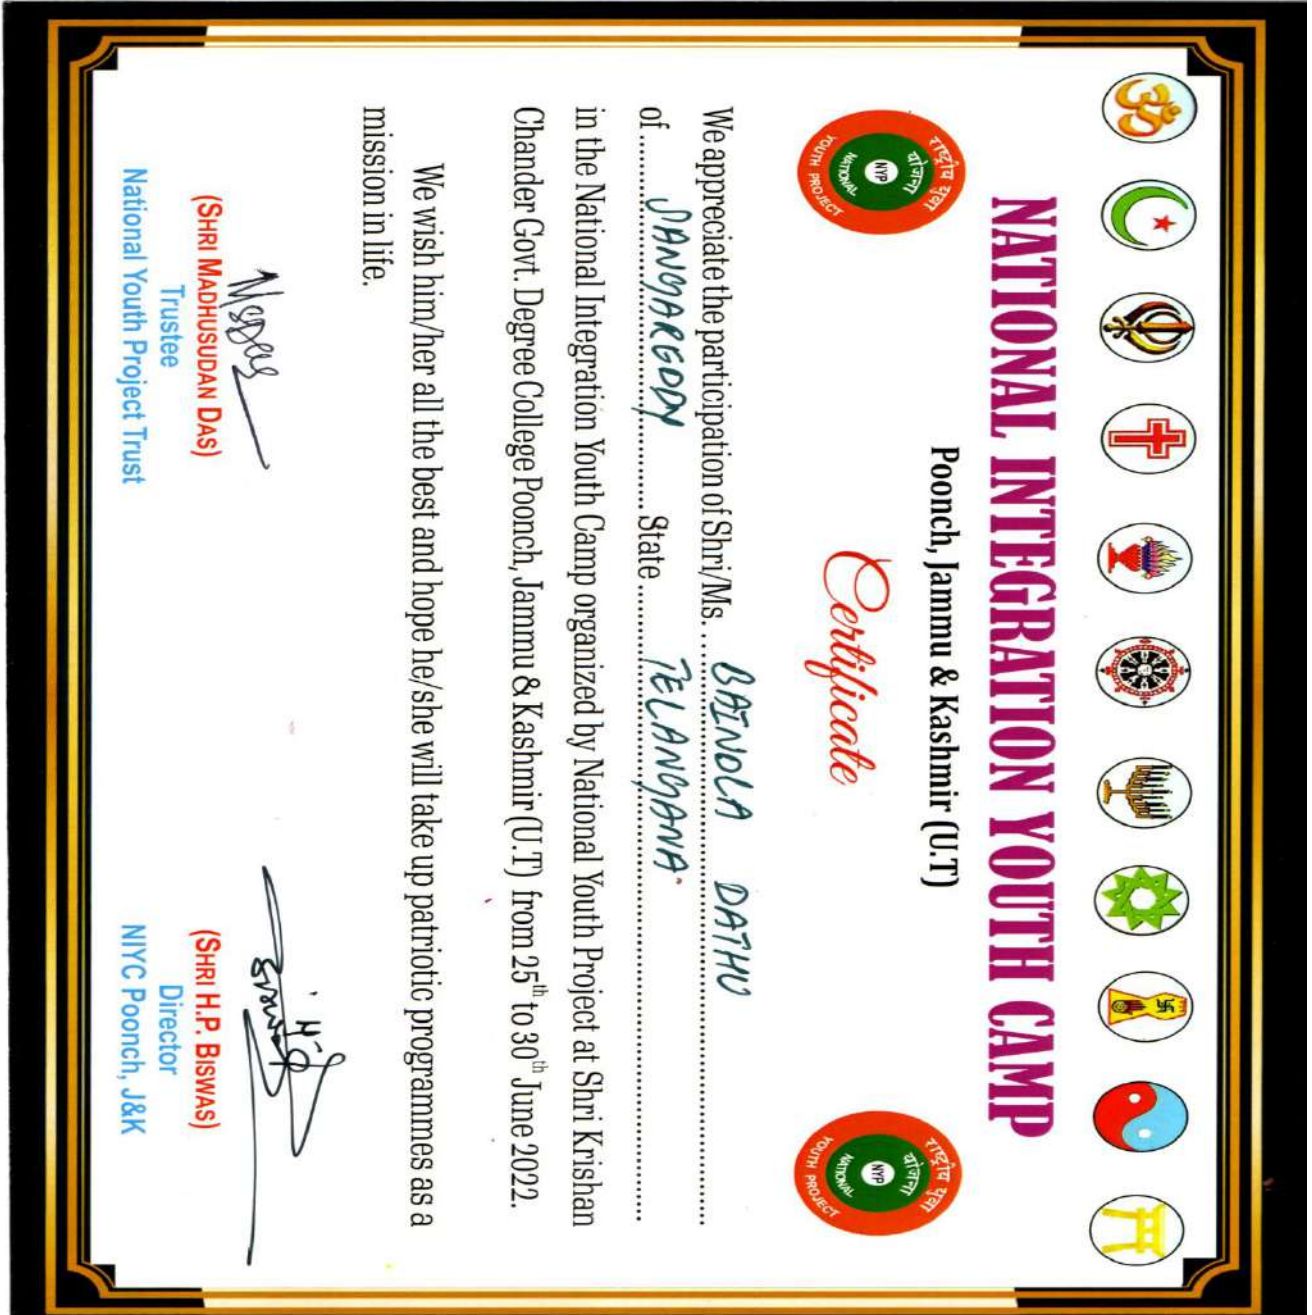 NATIONAL INTEGRATION YOUTH CAMP
Poonch, Jammu & Kashmir (U.T)
राष्ट्रीय युवा योजना
NYP
NATIONAL
YOUTH PROJECT
Certificate
राष्ट्रीय युवा योजना
NYP
NATIONAL
YOUTH PROJECT
We appreciate the participation of Shri/Ms. BAINOLA DATHU
of SANGARGDDY State TELANGANA.
in the National Integration Youth Camp organized by National Youth Project at Shri Krishan
Chander Govt. Degree College Poonch, Jammu & Kashmir (U.T) from 25th to 30th June 2022.
We wish him/her all the best and hope he/she will take up patriotic programmes as a
mission in life.
(SHRI MADHUSUDAN DAS)
Trustee
National Youth Project Trust
H.P. Biswas
(SHRI H.P. BISWAS)
Director
NIYC Poonch, J&K